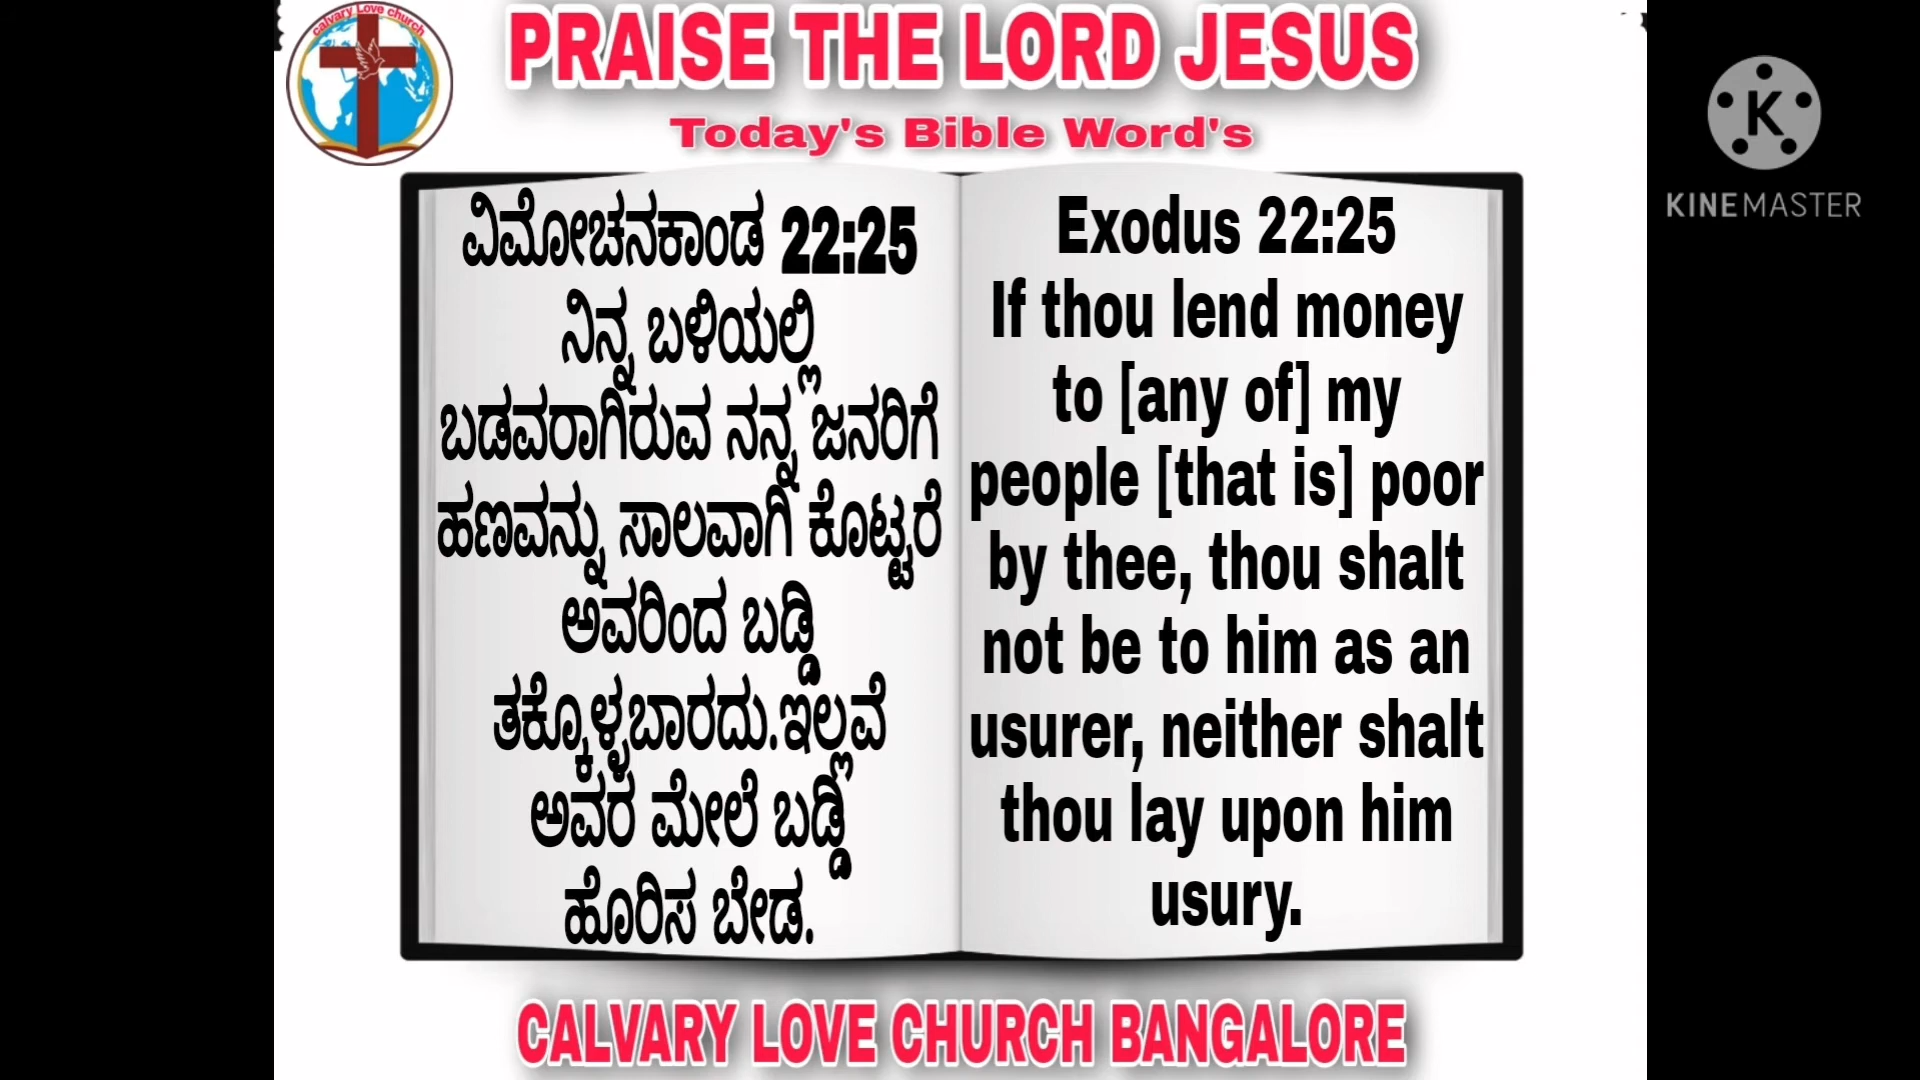 calvary Love church
PRAISE THE LORD JESUS
Today's Bible Word's
ವಿಮೋಚನಕಾಂಡ 22:25
ನಿನ್ನ ಬಳಿಯಲ್ಲಿ
ಬಡವರಾಗಿರುವ ನನ್ನ ಜನರಿಗೆ
ಹಣವನ್ನು ಸಾಲವಾಗಿ ಕೊಟ್ಟರೆ
ಅವರಿಂದ ಬಡ್ಡಿ
ತಕ್ಕೊಳ್ಳಬಾರದು.ಇಲ್ಲವೆ
ಅವರ ಮೇಲೆ ಬಡ್ಡಿ
ಹೊರಿಸ ಬೇಡ.
Exodus 22:25
If thou lend money
to [any of] my
people [that is] poor
by thee, thou shalt
not be to him as an
usurer, neither shalt
thou lay upon him
usury.
CALVARY LOVE CHURCH BANGALORE
K
KINEMASTER